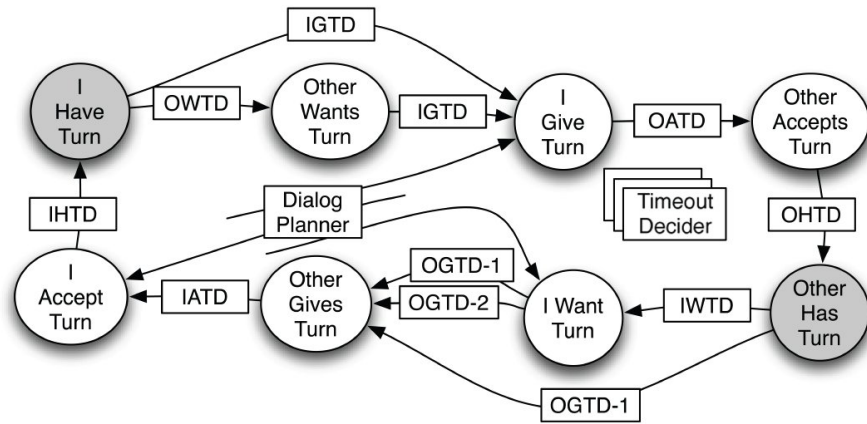 IGTD
I
Have
Turn
OWTD
Other
Wants
Turn
IGTD
I
Give
Turn
OATD
Other
Accepts
Turn
IHTD
Dialog
Planner
Timeout
Decider
OHTD
I
Accept
Turn
IATD
Other
Gives
Turn
OGTD-1
OGTD-2
I Want
Turn
IWTD
Other
Has
Turn
OGTD-1